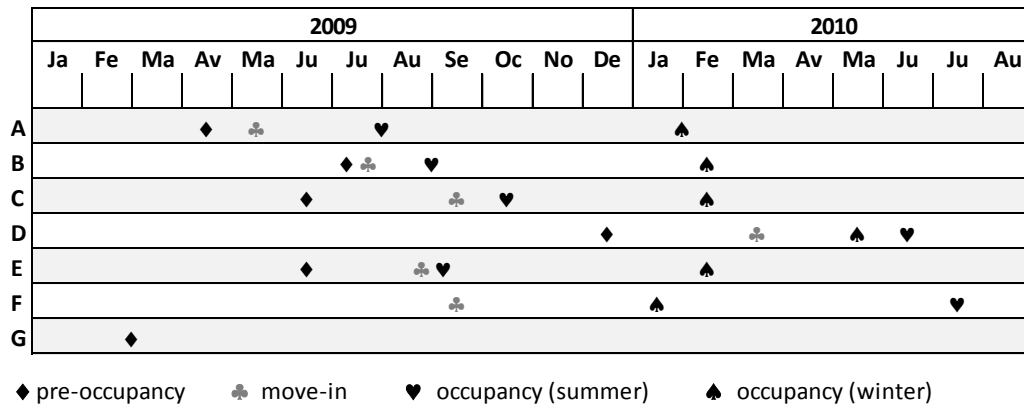 2009 2010
Ja Fe Ma Av Ma Ju Ju Au Se Oc No De Ja Fe Ma Av Ma Ju Ju Au
A
B
C
D
E
F
G
♦ pre-occupancy ♣ move-in ♥ occupancy (summer) ♠ occupancy (winter)